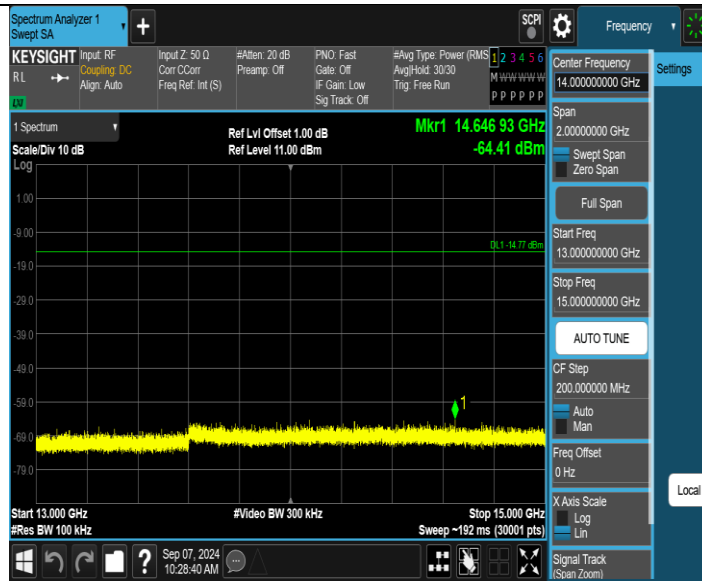 Spectrum Analyzer 1
Swept SA
+
SCPI
Frequency
Settings
KEYSIGHT
RL
LXI
Input: RF
Coupling: DC
Align: Auto
Input Z: 50 Ω
Corr CCorr
Freq Ref: Int (S)
#Atten: 20 dB
Preamp: Off
PNO: Fast
Gate: Off
IF Gain: Low
Sig Track: Off
#Avg Type: Power (RMS
Avg|Hold: 30/30
Trig: Free Run
1 2 3 4 5 6
M W W W W W
P P P P P P
1 Spectrum
Scale/Div 10 dB
Ref Lvl Offset 1.00 dB
Ref Level 11.00 dBm
Mkr1 14.646 93 GHz
-64.41 dBm
Log
1.00
-9.00
DL1 -14.77 dBm
-19.0
-29.0
-39.0
-49.0
-59.0
1
-69.0
-79.0
Start 13.000 GHz
#Res BW 100 kHz
#Video BW 300 kHz
Stop 15.000 GHz
Sweep ~192 ms (30001 pts)
Center Frequency
14.00000000 GHz
Span
2.00000000 GHz
Swept Span
Zero Span
Full Span
Start Freq
13.000000000 GHz
Stop Freq
15.000000000 GHz
AUTO TUNE
CF Step
200.000000 MHz
Auto
Man
Freq Offset
0 Hz
X Axis Scale
Log
Lin
Signal Track
(Span Zoom)
Local
?
Sep 07, 2024
10:28:40 AM